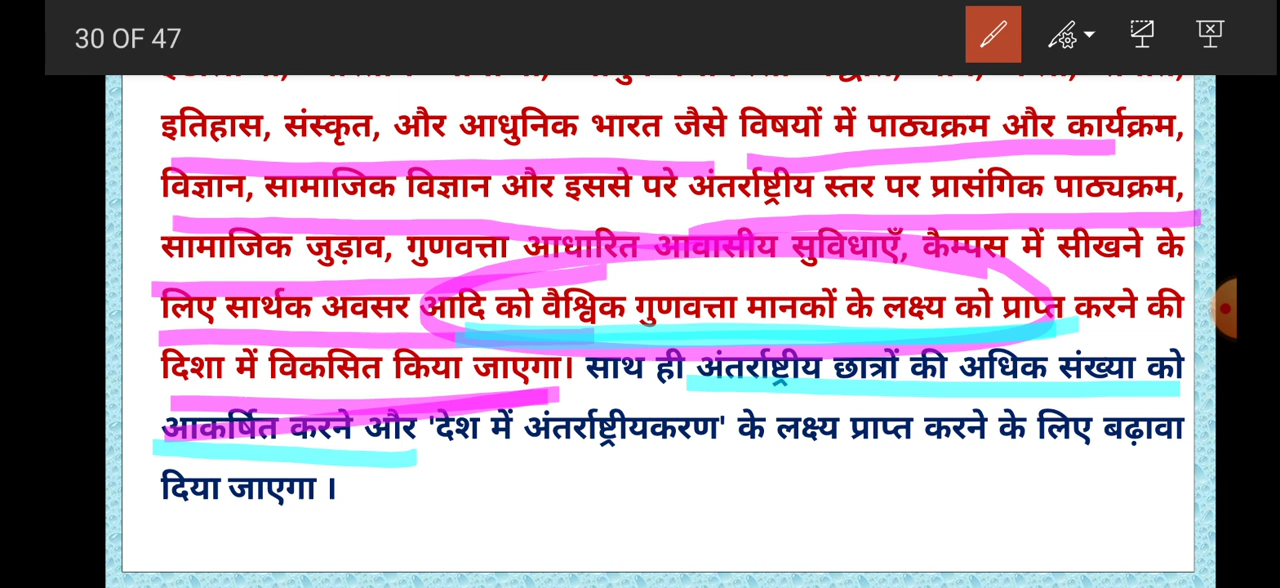 30 OF 47
इतिहास, संस्कृत, और आधुनिक भारत जैसे विषयों में पाठ्यक्रम और कार्यक्रम,
विज्ञान, सामाजिक विज्ञान और इससे परे अंतर्राष्ट्रीय स्तर पर प्रासंगिक पाठ्यक्रम,
सामाजिक जुड़ाव, गुणवत्ता आधारित आवासीय सुविधाएँ, कैम्पस में सीखने के
लिए सार्थक अवसर आदि को वैश्विक गुणवत्ता मानकों के लक्ष्य को प्राप्त करने की
दिशा में विकसित किया जाएगा। साथ ही अंतर्राष्ट्रीय छात्रों की अधिक संख्या को
आकर्षित करने और 'देश में अंतर्राष्ट्रीयकरण' के लक्ष्य प्राप्त करने के लिए बढ़ावा
दिया जाएगा ।